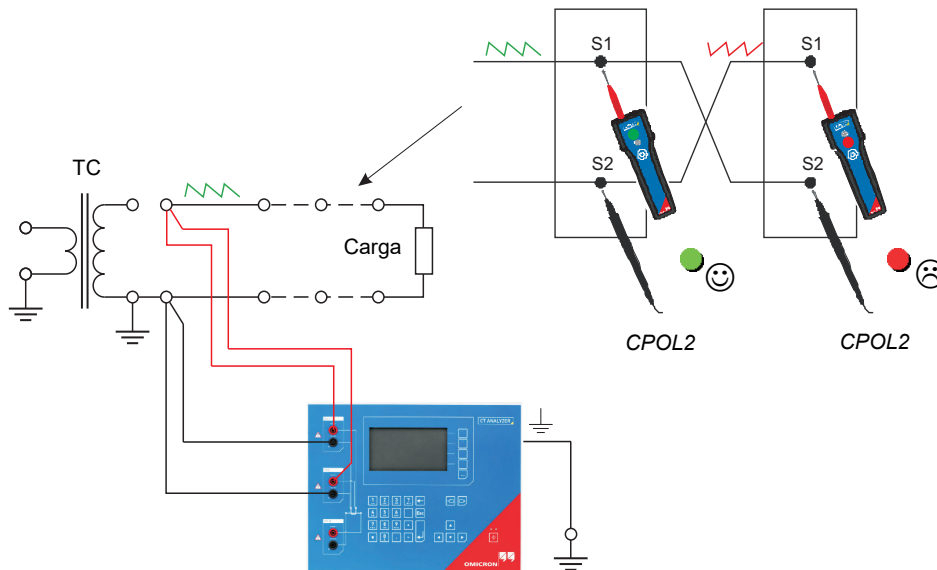 S1
S1
S2
S2
TC
Carga
CPOL2
CPOL2
CT ANALYZER
OMICRON